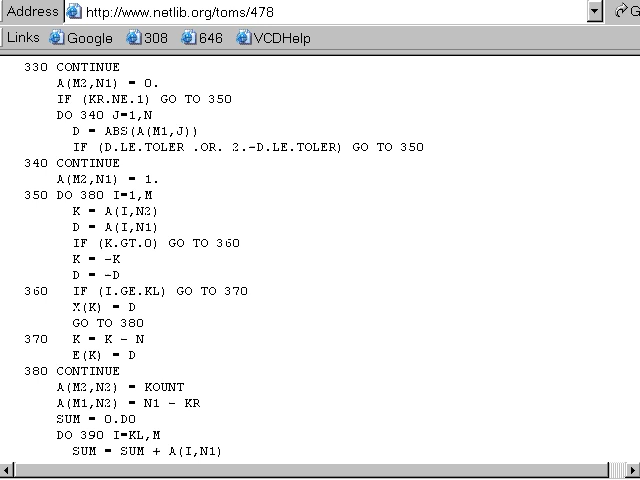 Address http://www.netlib.org/toms/478 G
Links Google 308 646 VCDHelp
330 CONTINUE
A(M2,N1) = 0.
IF (KR.NE.1) GO TO 350
DO 340 J=1,N
D = ABS(A(M1,J))
IF (D.LE.TOLER .OR. 2.-D.LE.TOLER) GO TO 350
340 CONTINUE
A(M2,N1) = 1.
350 DO 380 I=1,M
K = A(I,N2)
D = A(I,N1)
IF (K.GT.0) GO TO 360
K = -K
D = -D
360 IF (I.GE.KL) GO TO 370
X(K) = D
GO TO 380
370 K = K - N
E(K) = D
380 CONTINUE
A(M2,N2) = KOUNT
A(M1,N2) = N1 - KR
SUM = 0.D0
DO 390 I=KL,M
SUM = SUM + A(I,N1)